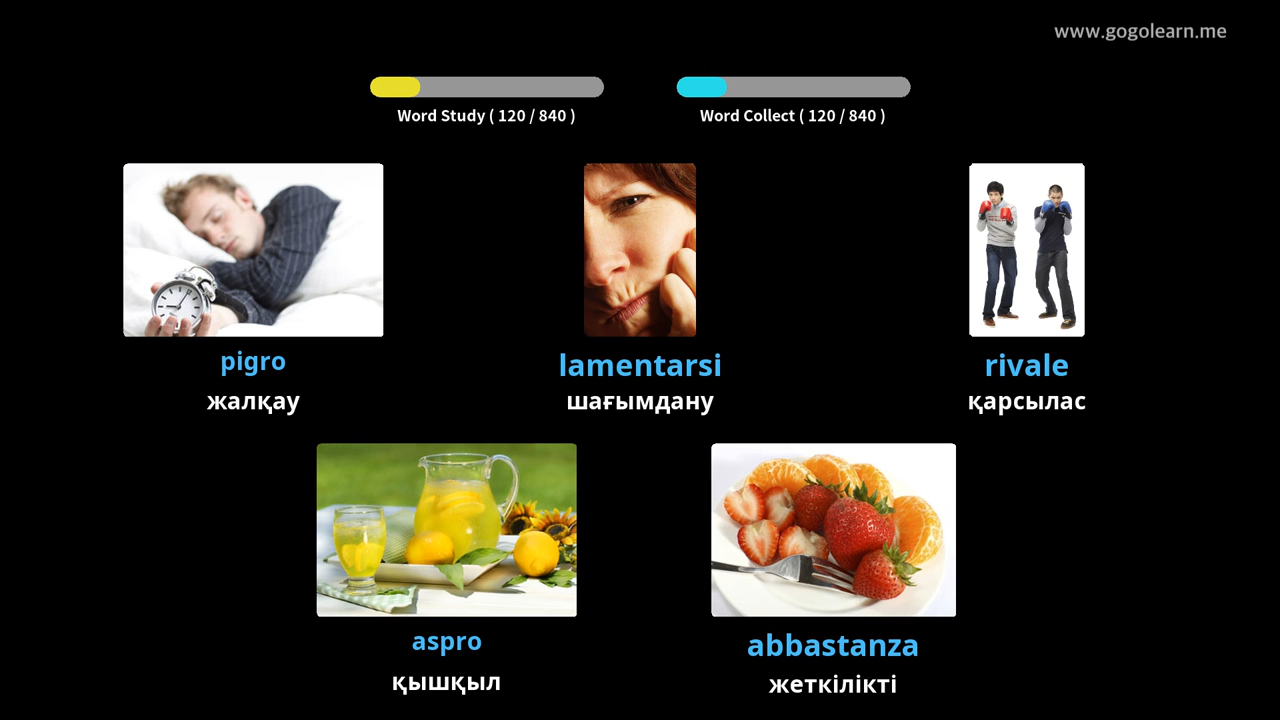 www.gogolearn.me
Word Study ( 120 / 840 )
Word Collect ( 120 / 840 )
pigro
жалқау
lamentarsi
шағымдану
rivale
қарсылас
aspro
қышқыл
abbastanza
жеткілікті